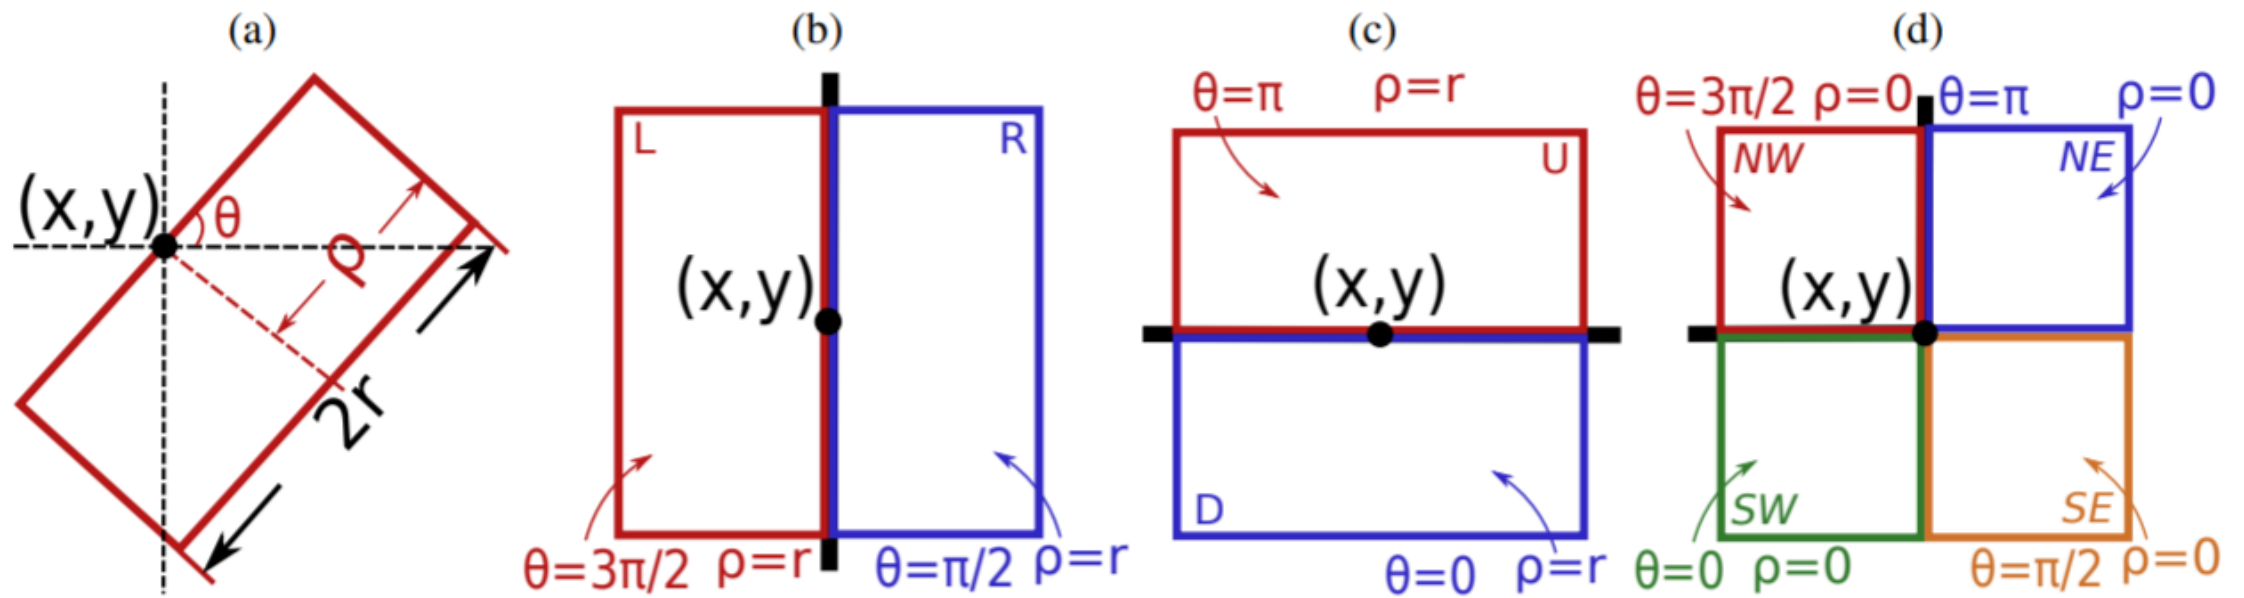 (a)
(x,y)
θ
ρ
2r
(b)
L
R
(x,y)
θ=3π/2 ρ=r
θ=π/2 ρ=r
(c)
θ=π ρ=r
U
(x,y)
D
θ=0 ρ=r
(d)
θ=3π/2 ρ=0
θ=π ρ=0
NW
NE
(x,y)
SW
SE
θ=0 ρ=0
θ=π/2 ρ=0